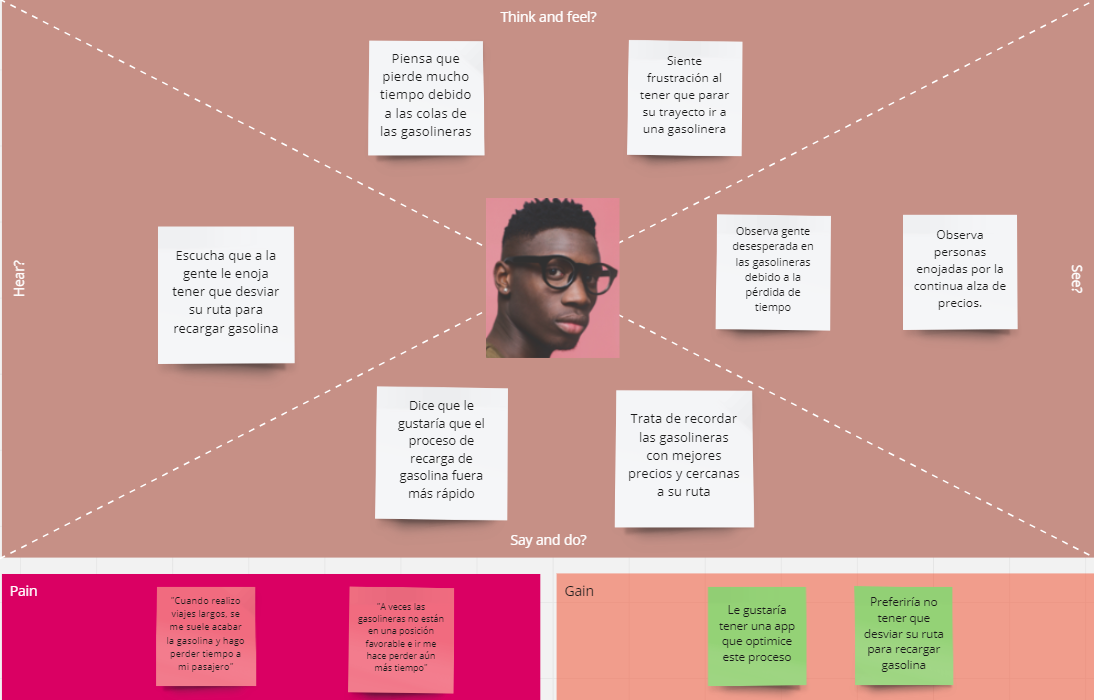 Think and feel?
Piensa que
pierde mucho
tiempo debido
a las colas de
las gasolineras
Siente
frustración al
tener que parar
su trayecto ir a
una gasolinera
Hear?
Escucha que a la
gente le enoja
tener que desviar
su ruta para
recargar gasolina
Observa gente
desesperada en
las gasolineras
debido a la
pérdida de
tiempo
Observa
personas
enojadas por la
continua alza de
precios.
See?
Dice que le
gustaría que el
proceso de
recarga de
gasolina fuera
más rápido
Trata de recordar
las gasolineras
con mejores
precios y cercanas
a su ruta
Say and do?
Pain
"Cuando realizo
viajes largos, se
me suele acabar
la gasolina y hago
perder tiempo a
mi pasajero"
"A veces las
gasolineras no están
en una posición
favorable e ir me
hace perder aún
más tiempo"
Gain
Le gustaría
tener una app
que optimice
este proceso
Preferiría no
tener que
desviar su ruta
para recargar
gasolina